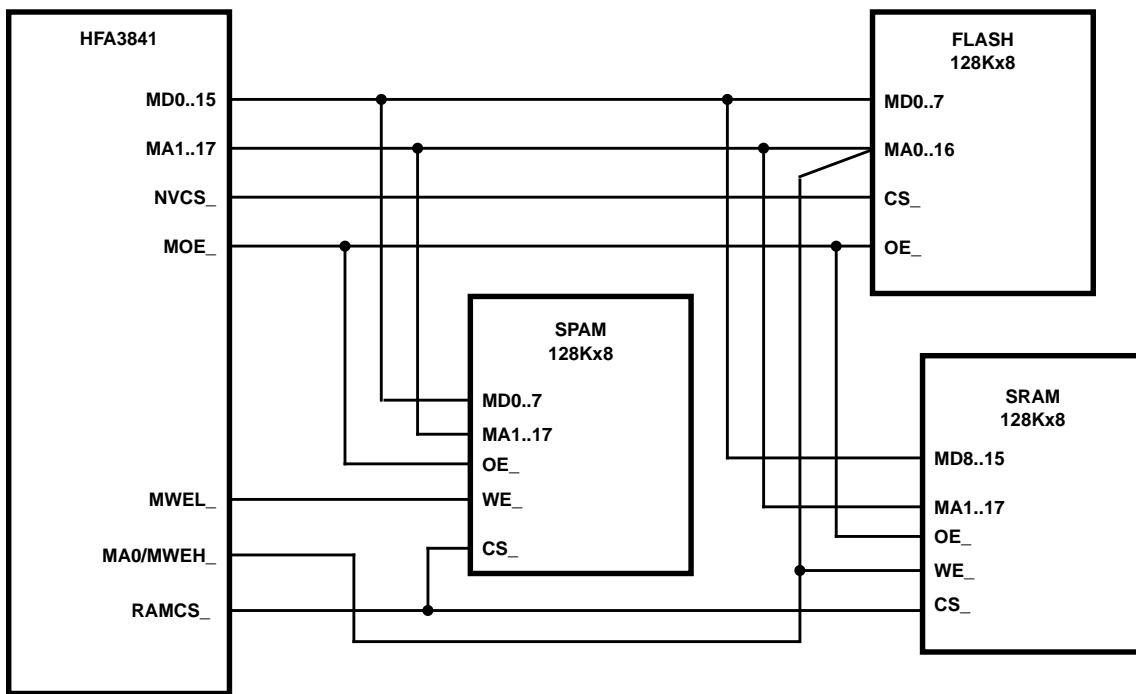 HFA3841
MD0..15
MA1..17
NVCS_
MOE_
MWEL_
MA0/MWEH_
RAMCS_
SPAM
128Kx8
MD0..7
MA1..17
OE_
WE_
CS_
FLASH
128Kx8
MD0..7
MA0..16
CS_
OE_
SRAM
128Kx8
MD8..15
MA1..17
OE_
WE_
CS_